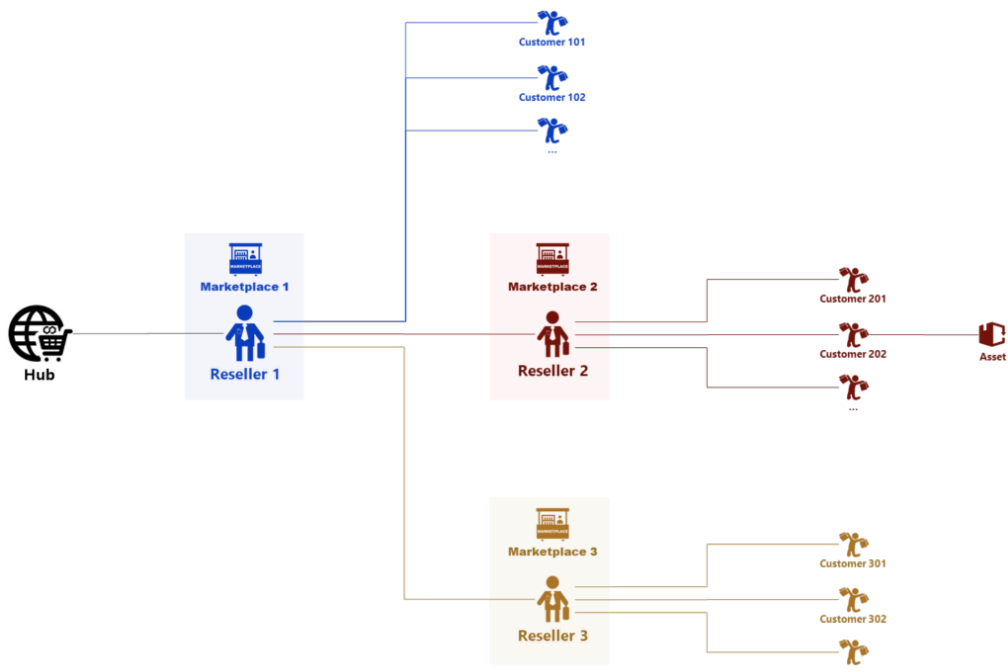 Customer 101
Customer 102
...
MARKETPLACE
Marketplace 1
Reseller 1
MARKETPLACE
Marketplace 2
Reseller 2
Customer 201
Customer 202
...
Hub
Asset
MARKETPLACE
Marketplace 3
Reseller 3
Customer 301
Customer 302